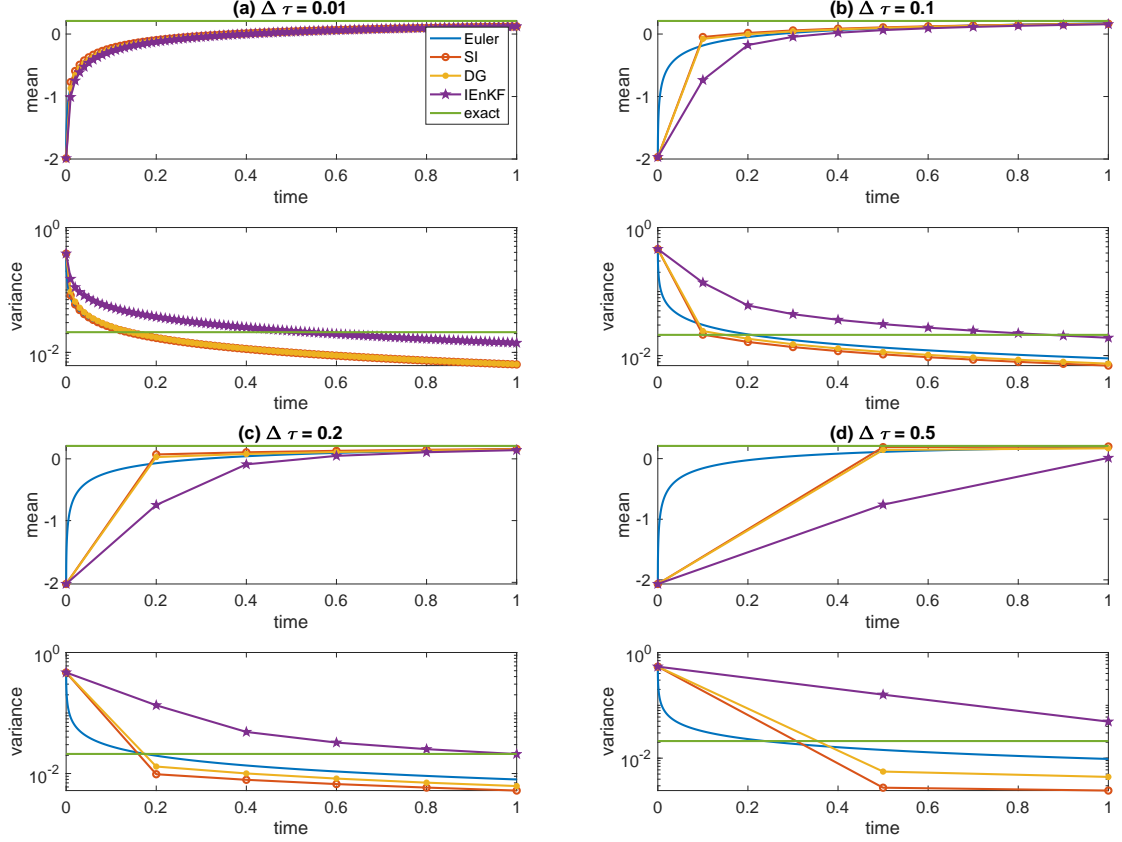 (a) Δ τ = 0.01
mean
0
-1
-2
0 0.2 0.4 0.6 0.8 1
time
Euler
SI
DG
IEnKF
exact
(b) Δ τ = 0.1
mean
0
-1
-2
0 0.2 0.4 0.6 0.8 1
time
variance
10^0
10^-2
0 0.2 0.4 0.6 0.8 1
time
variance
10^0
10^-2
0 0.2 0.4 0.6 0.8 1
time
(c) Δ τ = 0.2
mean
0
-1
-2
0 0.2 0.4 0.6 0.8 1
time
(d) Δ τ = 0.5
mean
0
-1
-2
0 0.2 0.4 0.6 0.8 1
time
variance
10^0
10^-2
0 0.2 0.4 0.6 0.8 1
time
variance
10^0
10^-2
0 0.2 0.4 0.6 0.8 1
time